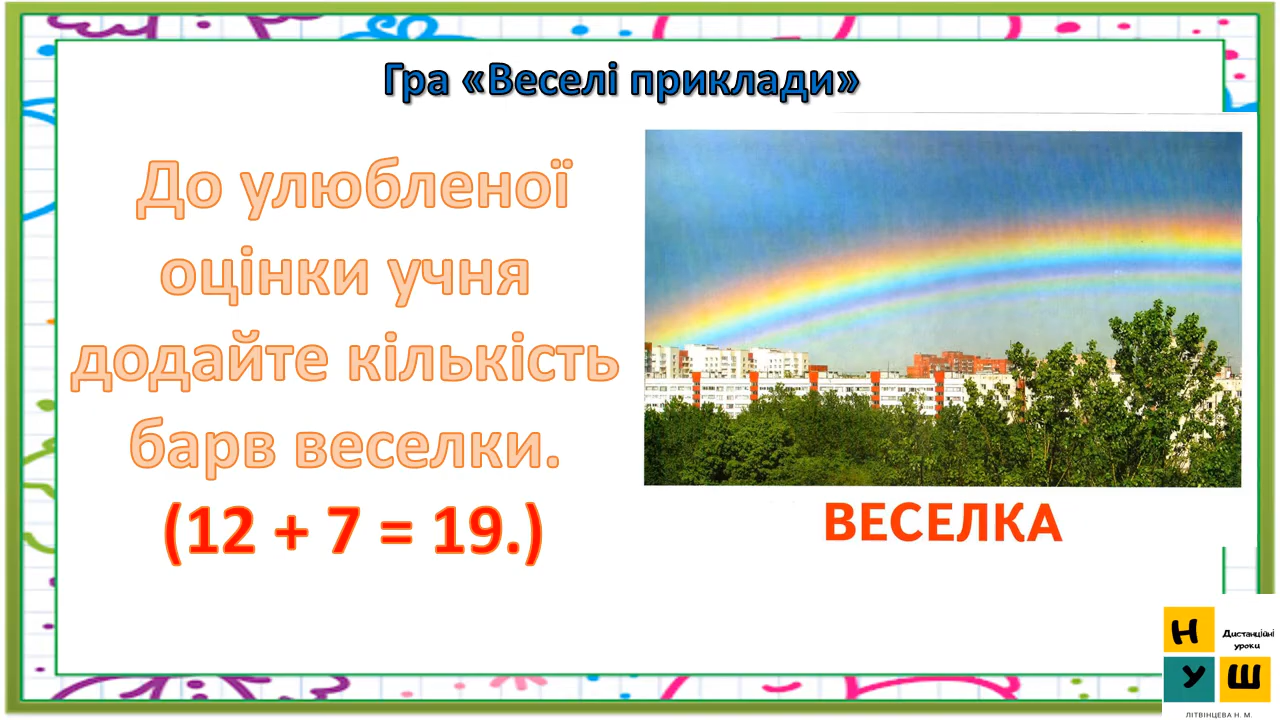 Гра «Веселі приклади»
До улюбленої
оцінки учня
додайте кількість
барв веселки.
(12 + 7 = 19.)
ВЕСЕЛКА
Н
Дистанційні
уроки
У Ш
ЛІТВІНЦЕВА Н. М.